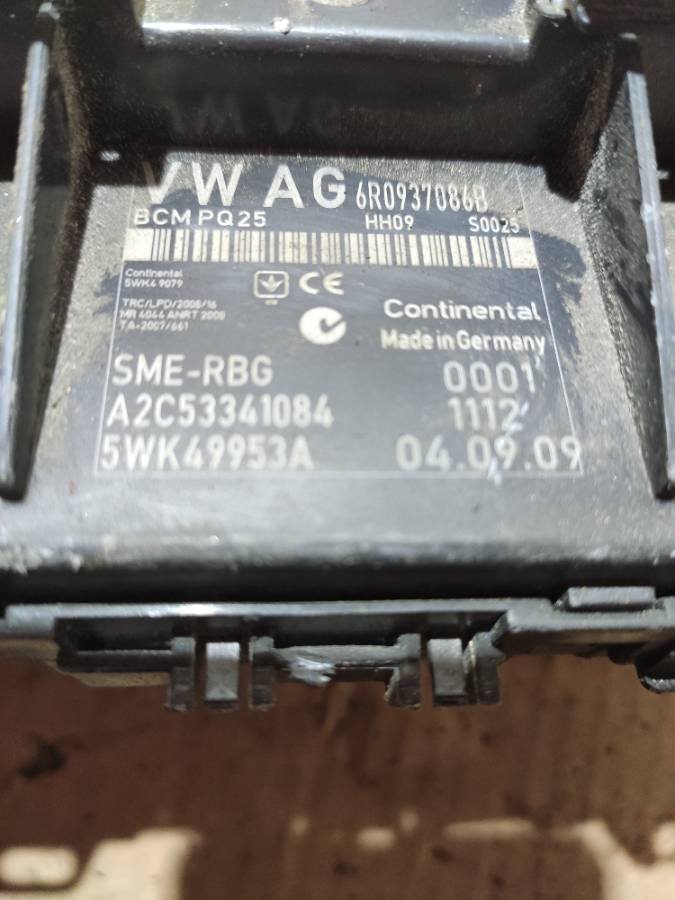 VW AG 6R0937086B
BCM PQ25 HH09 S0025
Continental
5WK4 9079
TRC/LPD/2008/16
MR 4044 ANRT 2008
TA-2007/661
Continental
Made in Germany
SME-RBG 0001
A2C53341084 1112
5WK49953A 04.09.09